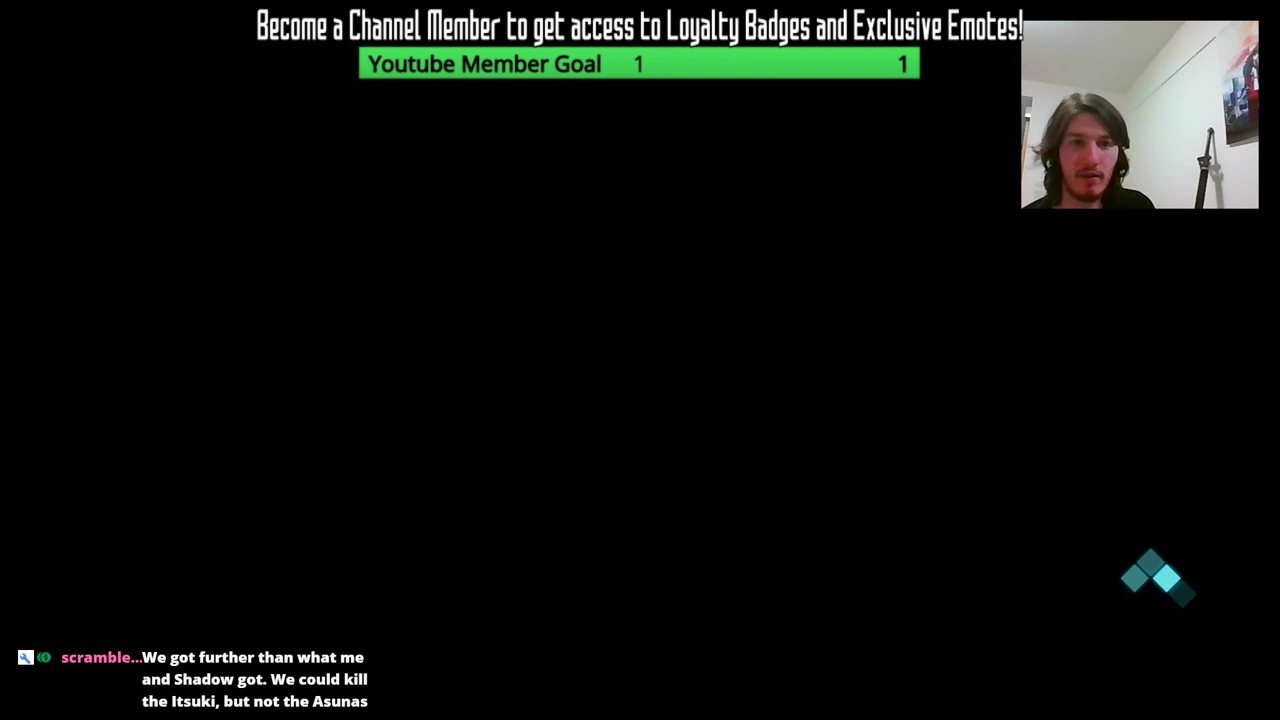 Become a Channel Member to get access to Loyalty Badges and Exclusive Emotes!
Youtube Member Goal 1 1
scramble... We got further than what me
and Shadow got. We could kill
the Itsuki, but not the Asunas